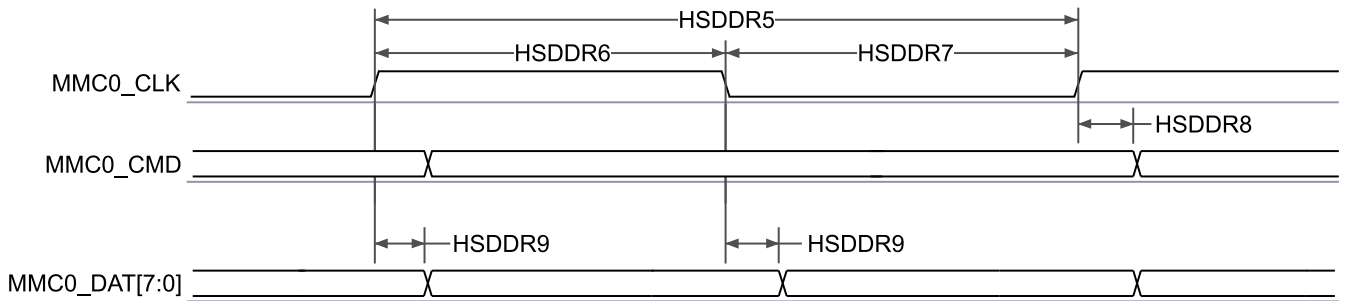 HSDDR5
HSDDR6 HSDDR7
MMC0_CLK
HSDDR8
MMC0_CMD
HSDDR9 HSDDR9
MMC0_DAT[7:0]